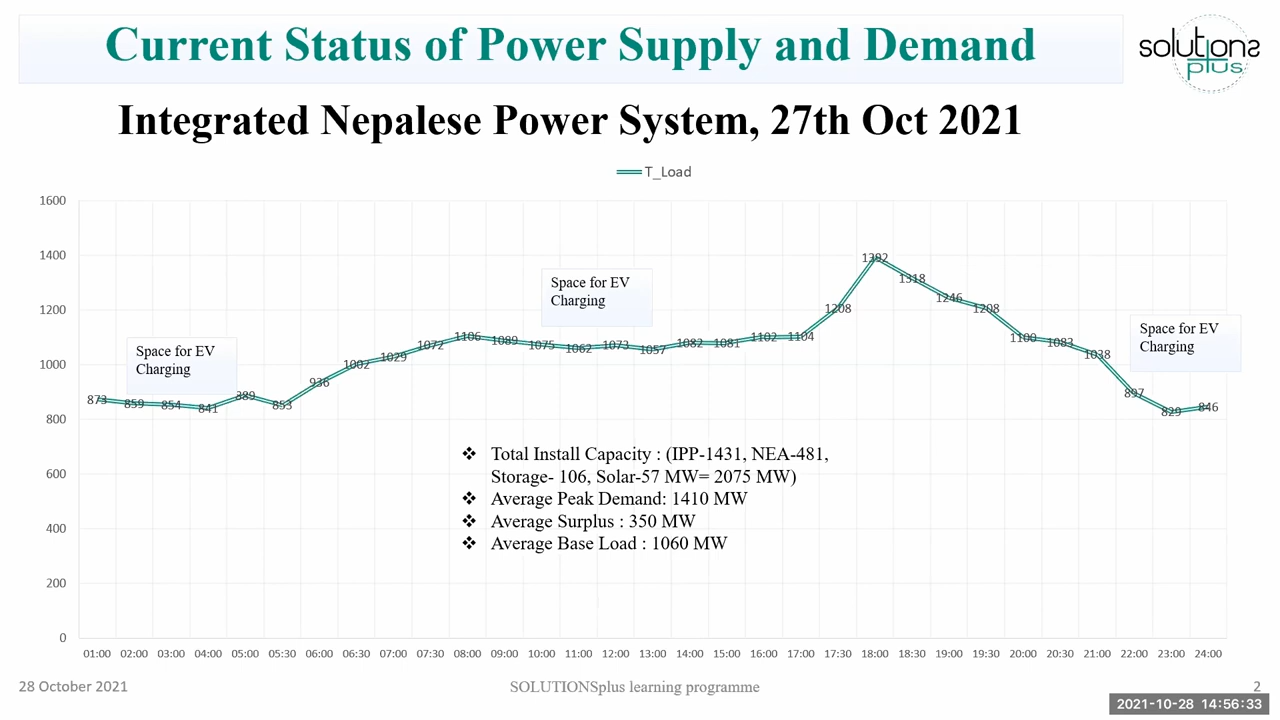 Current Status of Power Supply and Demand
solutions
plus
Integrated Nepalese Power System, 27th Oct 2021
T_Load
1600
1400
1200
1000
800
600
400
200
0
Space for EV
Charging
Space for EV
Charging
Space for EV
Charging
873
859
854
841
889
853
936
1002
1029
1072
1106
1089
1075
1062
1073
1057
1082
1081
1102
1104
1208
1392
1318
1246
1208
1100
1083
1038
897
829
846
❖ Total Install Capacity : (IPP-1431, NEA-481,
Storage- 106, Solar-57 MW= 2075 MW)
❖ Average Peak Demand: 1410 MW
❖ Average Surplus : 350 MW
❖ Average Base Load : 1060 MW
01:00 02:00 03:00 04:00 05:00 05:30 06:00 06:30 07:00 07:30 08:00 09:00 10:00 11:00 12:00 13:00 14:00 15:00 16:00 17:00 17:30 18:00 18:30 19:00 19:30 20:00 20:30 21:00 22:00 23:00 24:00
28 October 2021
SOLUTIONSplus learning programme
2
2021-10-28 14:56:33